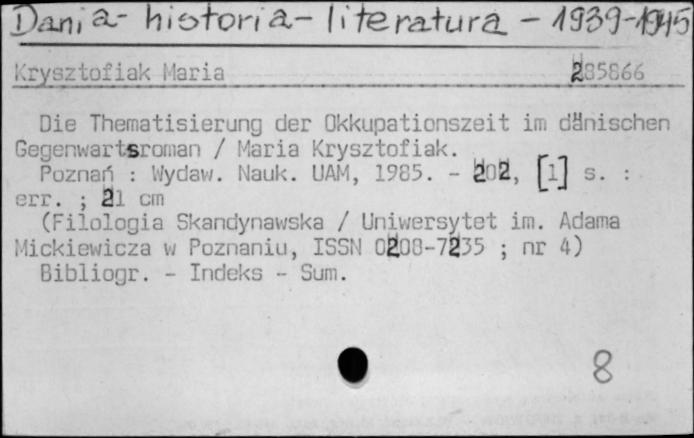 Dania - historia - literatura - 1939-1945
Krysztofiak Maria 285866
Die Thematisierung der Okkupationszeit im dänischen
Gegenwartsroman / Maria Krysztofiak.
Poznań : Wydaw. Nauk. UAM, 1985. - 202, [1] s. :
err. ; 21 cm
(Filologia Skandynawska / Uniwersytet im. Adama
Mickiewicza w Poznaniu, ISSN 0208-7235 ; nr 4)
Bibliogr. - Indeks - Sum.
8